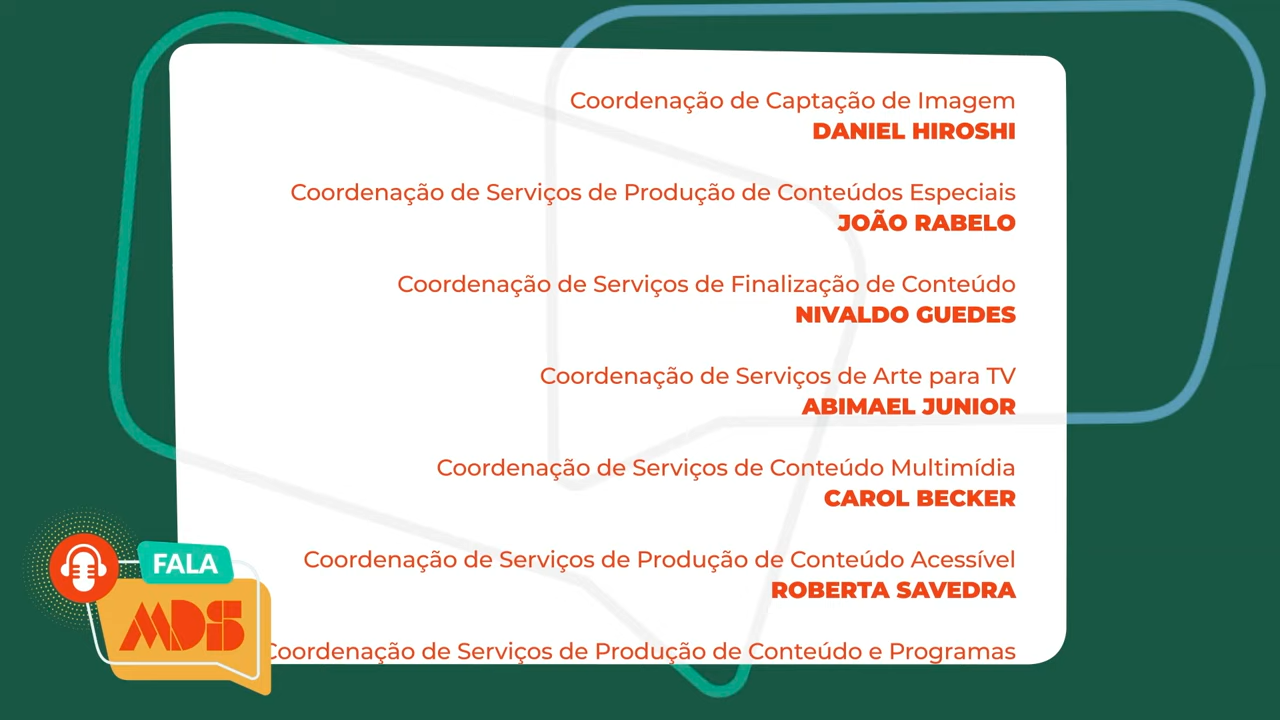 Coordenação de Captação de Imagem
DANIEL HIROSHI
Coordenação de Serviços de Produção de Conteúdos Especiais
JOÃO RABELO
Coordenação de Serviços de Finalização de Conteúdo
NIVALDO GUEDES
Coordenação de Serviços de Arte para TV
ABIMAEL JUNIOR
Coordenação de Serviços de Conteúdo Multimídia
CAROL BECKER
Coordenação de Serviços de Produção de Conteúdo Acessível
ROBERTA SAVEDRA
Coordenação de Serviços de Produção de Conteúdo e Programas
FALA
MDS